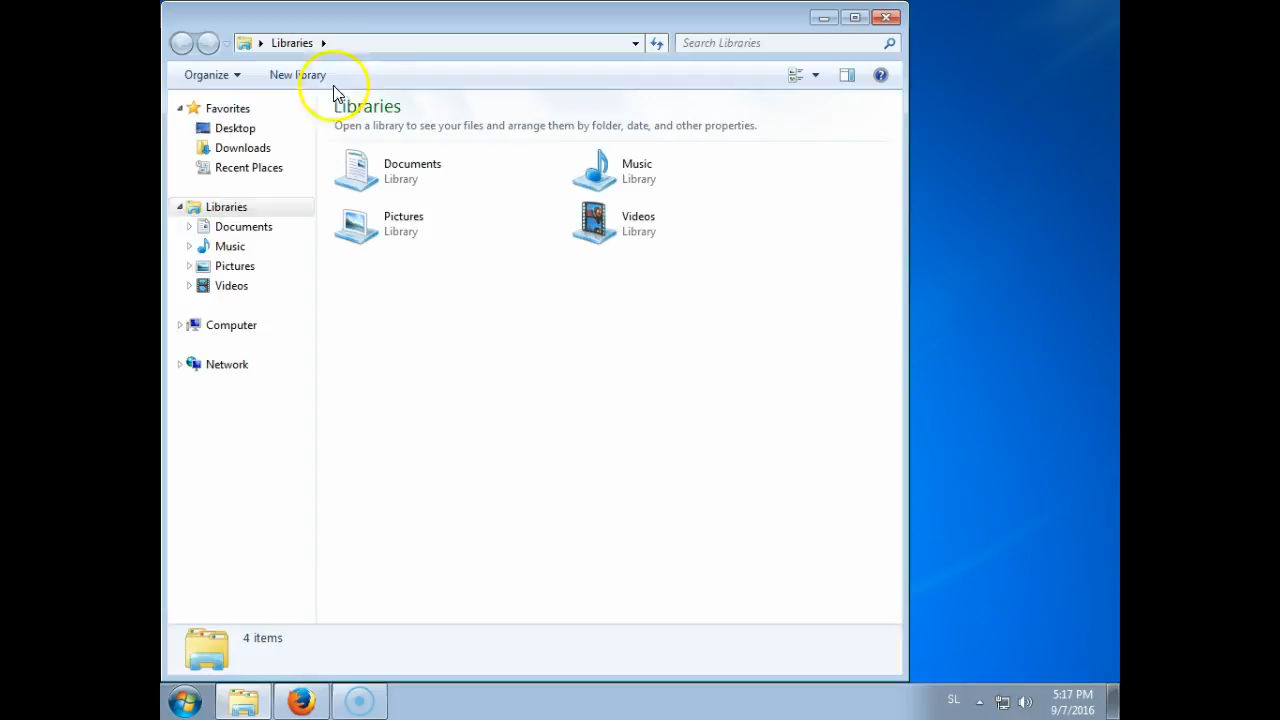 Libraries
Search Libraries
Organize
New library
Favorites
Desktop
Downloads
Recent Places
Libraries
Documents
Music
Pictures
Videos
Computer
Network
Libraries
Open a library to see your files and arrange them by folder, date, and other properties.
Documents
Library
Music
Library
Pictures
Library
Videos
Library
4 items
SL
5:17 PM
9/7/2016